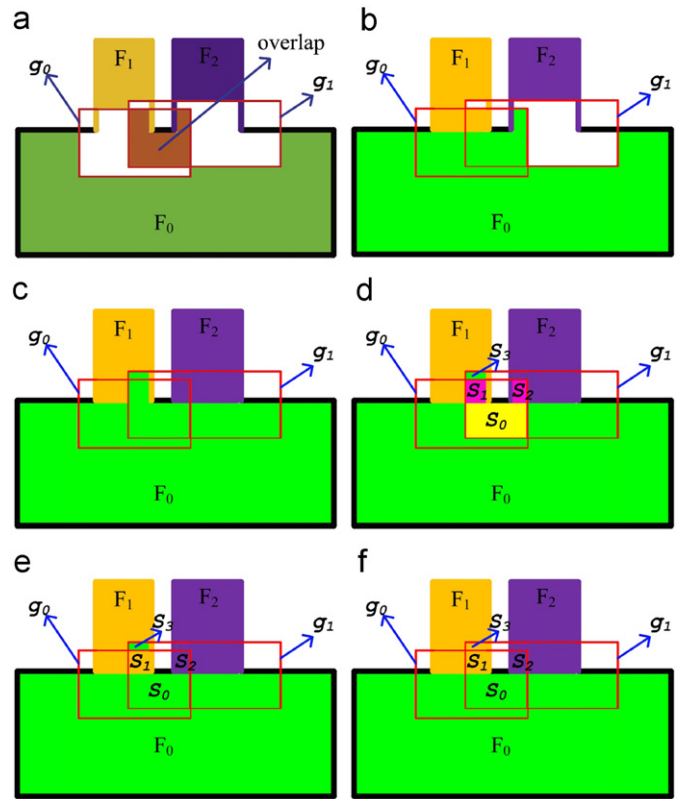 a
F₁
F₂
overlap
g₀
g₁
F₀
b
F₁
F₂
g₀
g₁
F₀
c
F₁
F₂
g₀
g₁
F₀
d
F₁
F₂
S₃
g₀
g₁
S₁
S₂
S₀
F₀
e
F₁
F₂
S₃
g₀
g₁
S₁
S₂
S₀
F₀
f
F₁
F₂
S₃
g₀
g₁
S₁
S₂
S₀
F₀